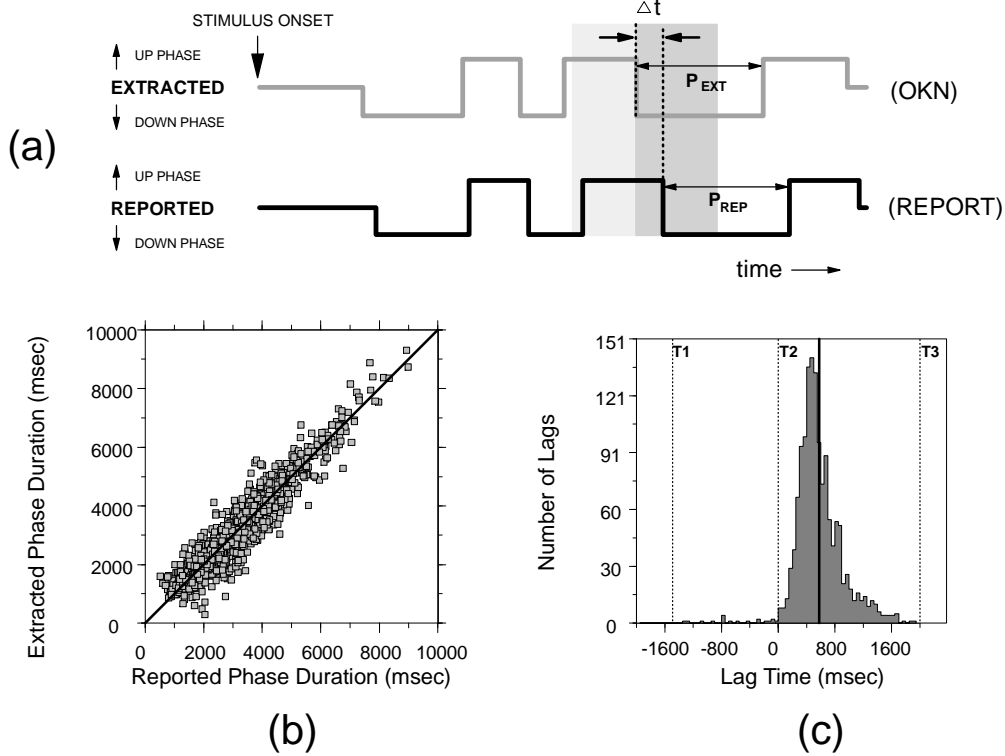 Δ t
STIMULUS ONSET
UP PHASE
EXTRACTED
DOWN PHASE
P EXT
(OKN)
(a)
UP PHASE
REPORTED
DOWN PHASE
P REP
(REPORT)
time
10000
8000
6000
4000
2000
0
Extracted Phase Duration (msec)
0 2000 4000 6000 8000 10000
Reported Phase Duration (msec)
(b)
151
121
91
60
30
0
Number of Lags
T1 T2 T3
-1600 -800 0 800 1600
Lag Time (msec)
(c)